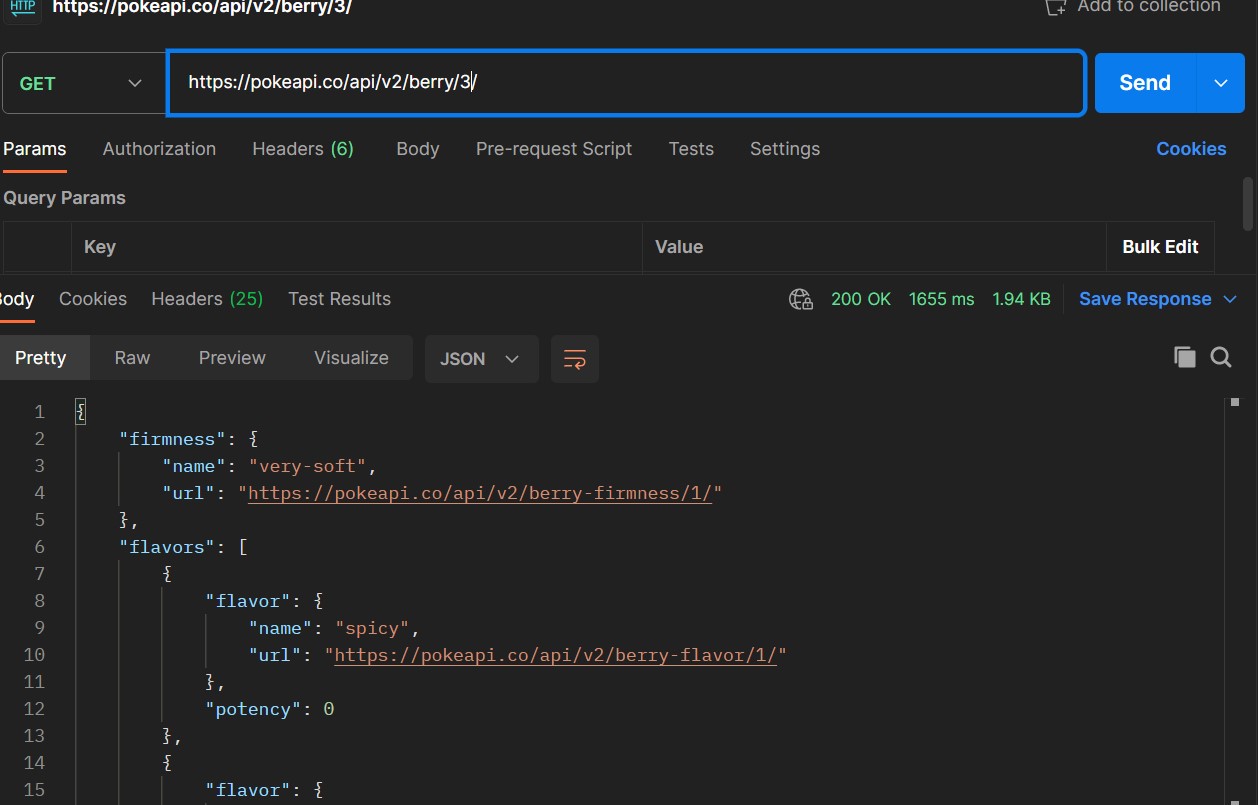 HTTP https://pokeapi.co/api/v2/berry/3/ Add to collection
GET https://pokeapi.co/api/v2/berry/3/ Send
Params Authorization Headers (6) Body Pre-request Script Tests Settings Cookies
Query Params
Key Value Bulk Edit
Body Cookies Headers (25) Test Results 200 OK 1655 ms 1.94 KB Save Response
Pretty Raw Preview Visualize JSON
1 {
2 "firmness": {
3 "name": "very-soft",
4 "url": "https://pokeapi.co/api/v2/berry-firmness/1/"
5 },
6 "flavors": [
7 {
8 "flavor": {
9 "name": "spicy",
10 "url": "https://pokeapi.co/api/v2/berry-flavor/1/"
11 },
12 "potency": 0
13 },
14 {
15 "flavor": {